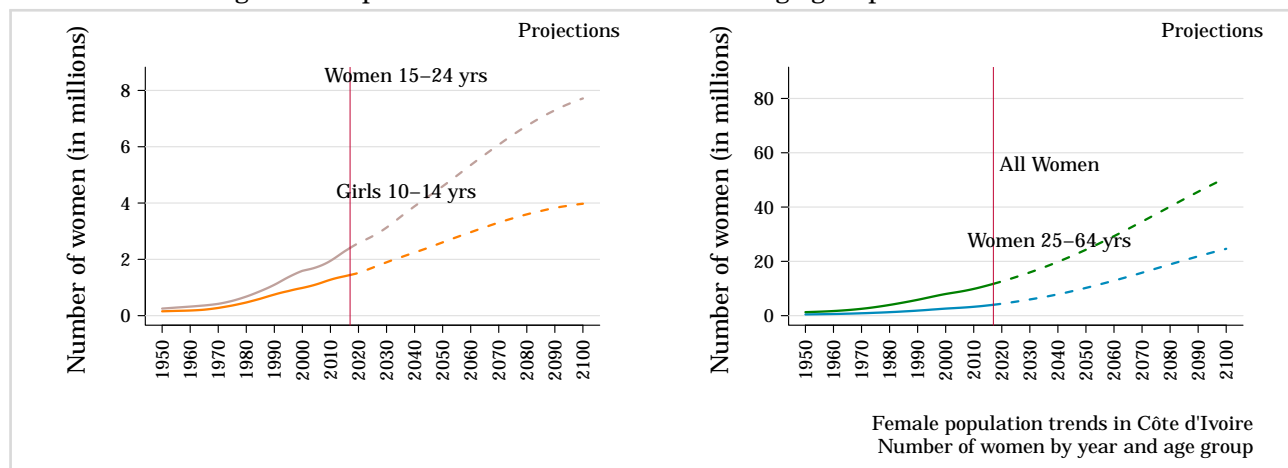 Projections
Number of women (in millions)
Women 15–24 yrs
Girls 10–14 yrs
8
6
4
2
0
1950 1960 1970 1980 1990 2000 2010 2020 2030 2040 2050 2060 2070 2080 2090 2100
Projections
Number of women (in millions)
All Women
Women 25–64 yrs
80
60
40
20
0
1950 1960 1970 1980 1990 2000 2010 2020 2030 2040 2050 2060 2070 2080 2090 2100
Female population trends in Côte d'Ivoire
Number of women by year and age group